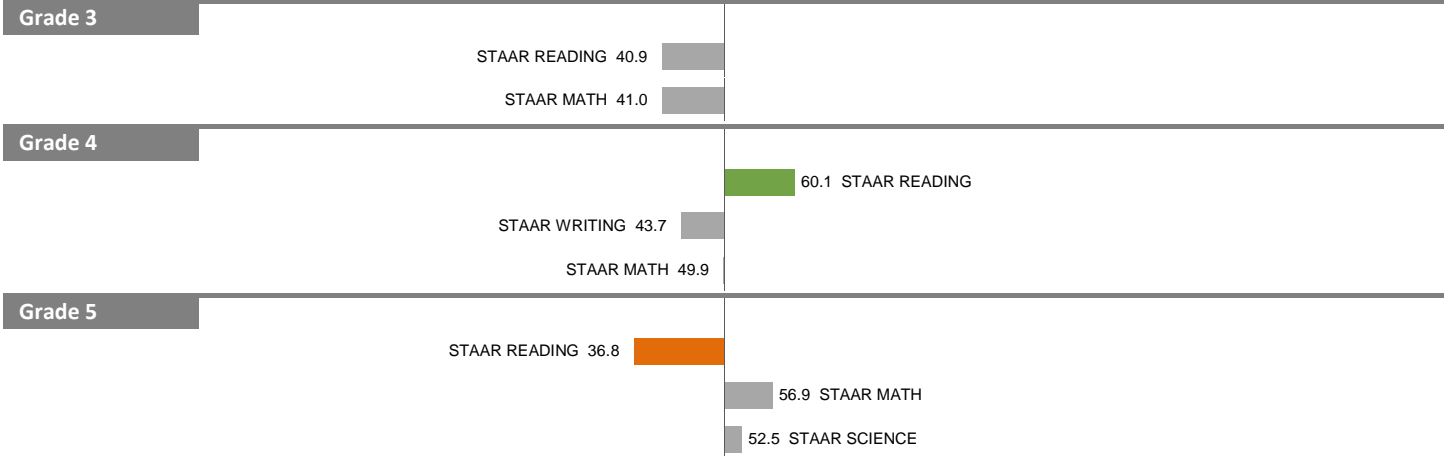 Grade 3
STAAR READING 40.9
STAAR MATH 41.0
Grade 4
60.1 STAAR READING
STAAR WRITING 43.7
STAAR MATH 49.9
Grade 5
STAAR READING 36.8
56.9 STAAR MATH
52.5 STAAR SCIENCE